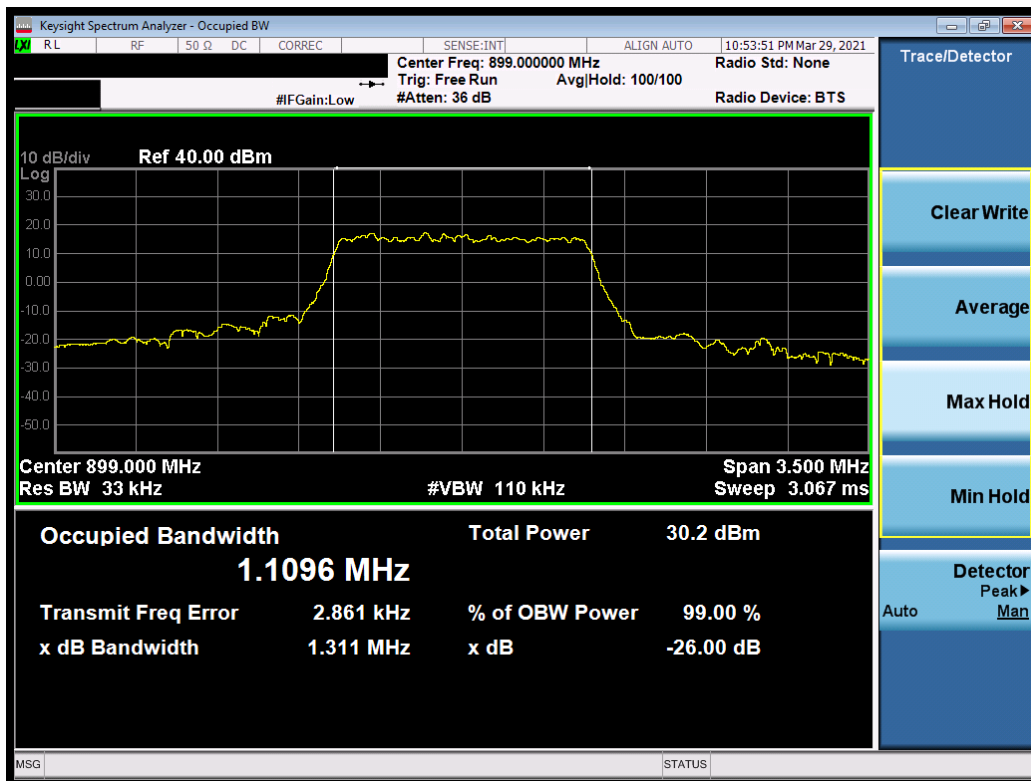 Keysight Spectrum Analyzer - Occupied BW
LXI RL RF 50 Ω DC CORREC SENSE:INT ALIGN AUTO 10:53:51 PM Mar 29, 2021
Center Freq: 899.000000 MHz Radio Std: None
Trig: Free Run Avg|Hold: 100/100
#IFGain:Low #Atten: 36 dB Radio Device: BTS
10 dB/div Ref 40.00 dBm
Log
30.0
20.0
10.0
0.00
-10.0
-20.0
-30.0
-40.0
-50.0
Center 899.000 MHz Span 3.500 MHz
Res BW 33 kHz #VBW 110 kHz Sweep 3.067 ms
Occupied Bandwidth Total Power 30.2 dBm
1.1096 MHz
Transmit Freq Error 2.861 kHz % of OBW Power 99.00 %
x dB Bandwidth 1.311 MHz x dB -26.00 dB
MSG STATUS
Trace/Detector
Clear Write
Average
Max Hold
Min Hold
Detector
Peak▶
Auto Man